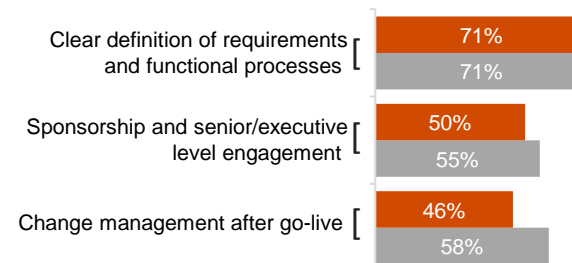 Clear definition of requirements
and functional processes
71%
71%
Sponsorship and senior/executive
level engagement
50%
55%
Change management after go-live
46%
58%